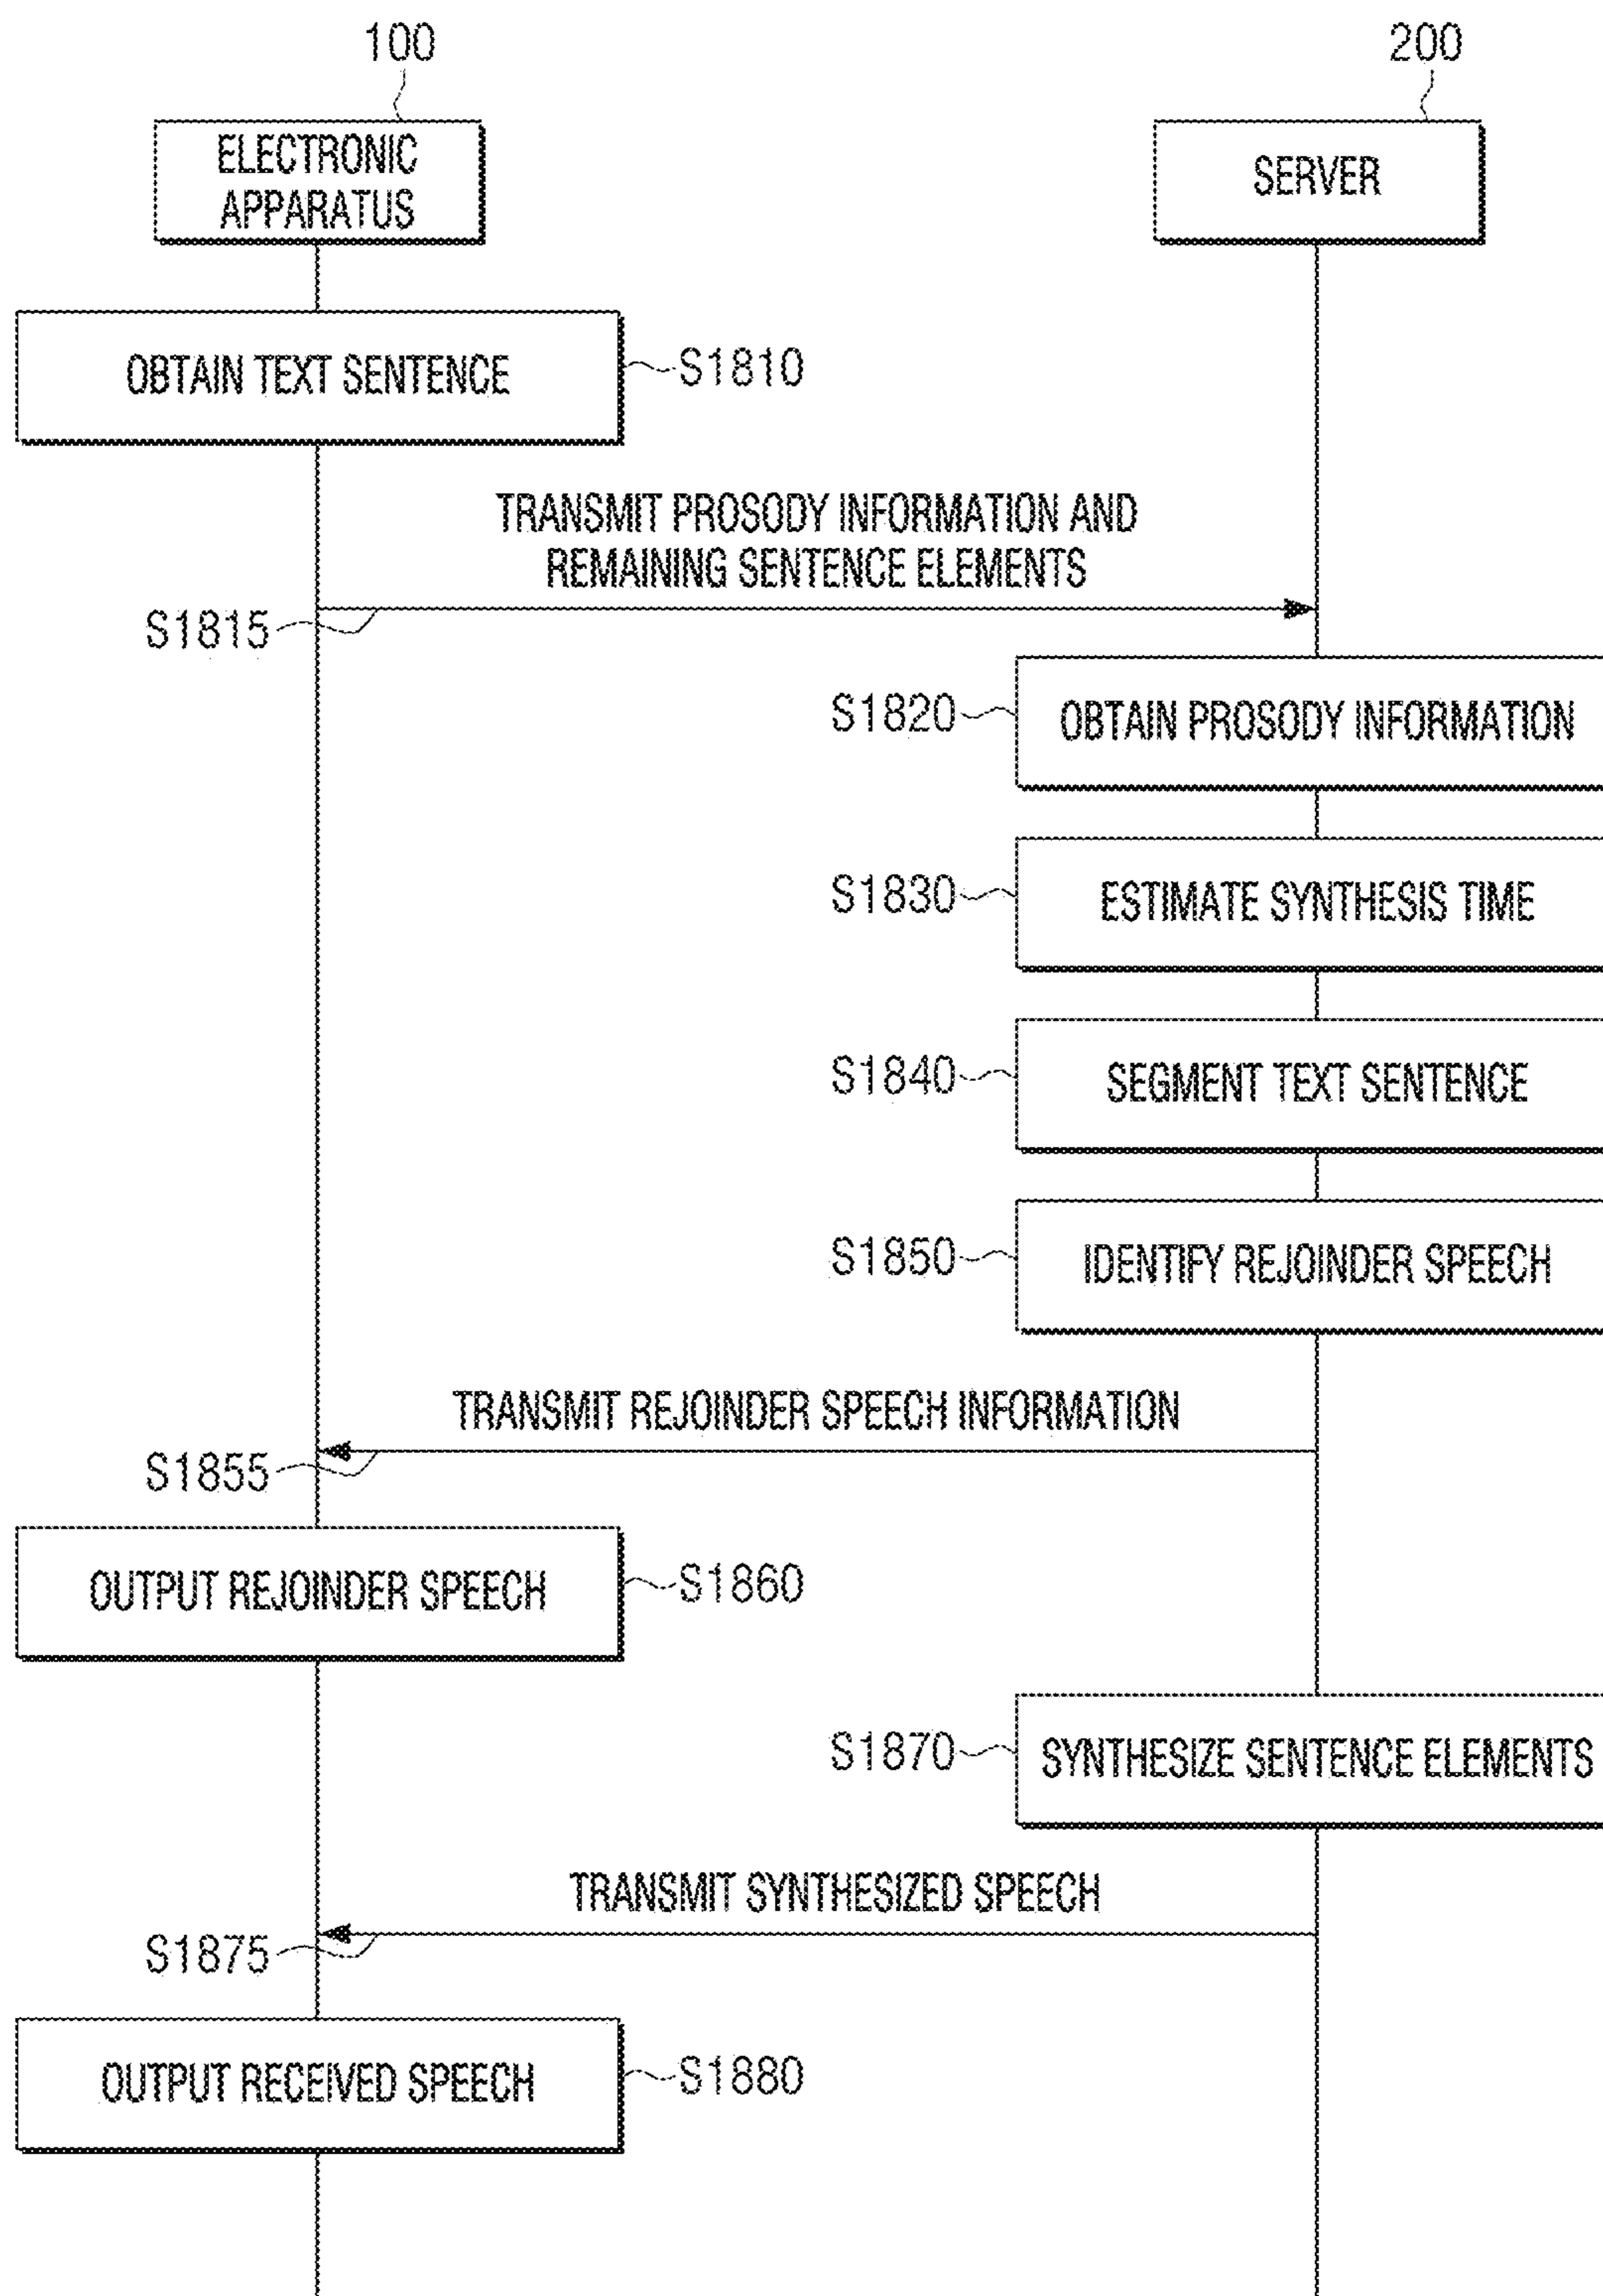 100
200
ELECTRONIC
APPARATUS
SERVER
OBTAIN TEXT SENTENCE
S1810
TRANSMIT PROSODY INFORMATION AND
REMAINING SENTENCE ELEMENTS
S1815
S1820
OBTAIN PROSODY INFORMATION
S1830
ESTIMATE SYNTHESIS TIME
S1840
SEGMENT TEXT SENTENCE
S1850
IDENTIFY REJOINDER SPEECH
TRANSMIT REJOINDER SPEECH INFORMATION
S1855
OUTPUT REJOINDER SPEECH
S1860
S1870
SYNTHESIZE SENTENCE ELEMENTS
TRANSMIT SYNTHESIZED SPEECH
S1875
OUTPUT RECEIVED SPEECH
S1880